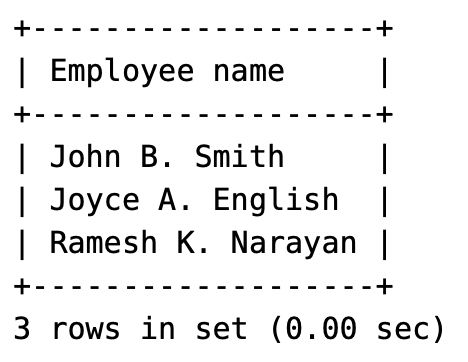 +-------------------+
| Employee name     |
+-------------------+
| John B. Smith     |
| Joyce A. English  |
| Ramesh K. Narayan |
+-------------------+
3 rows in set (0.00 sec)